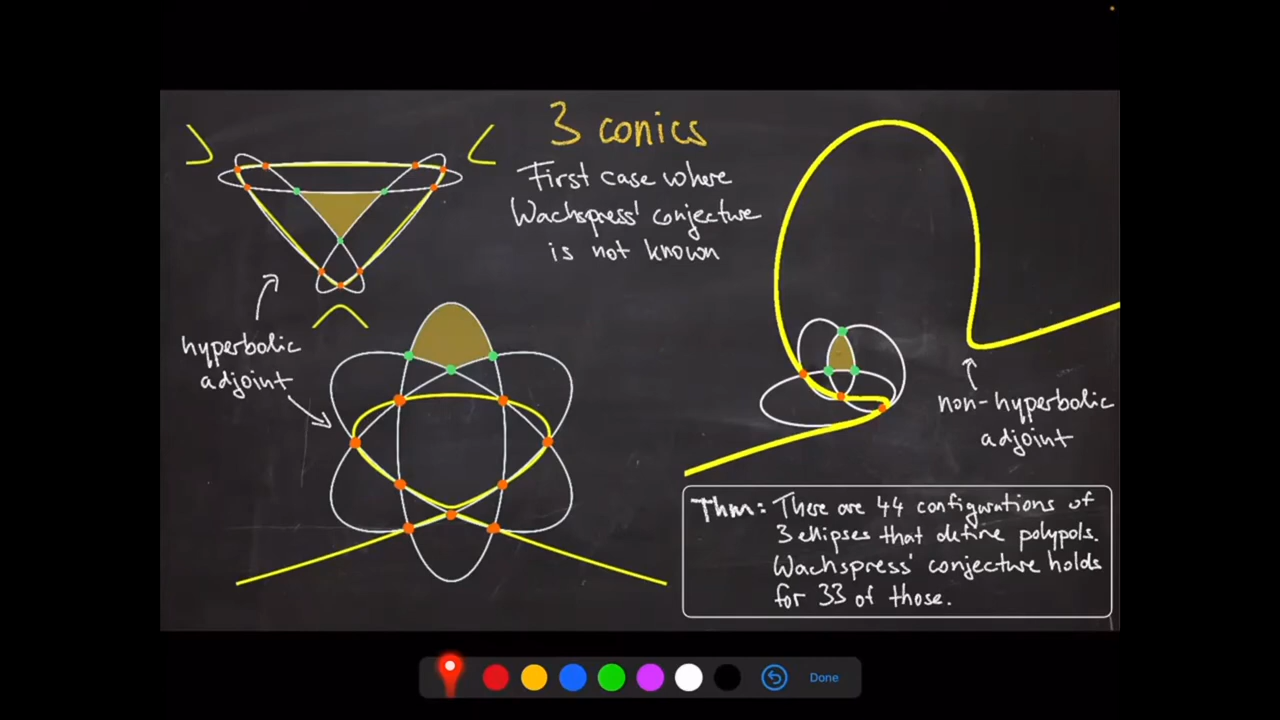 3 conics
First case where
Wachspress' conjecture
is not known
hyperbolic
adjoint
non-hyperbolic
adjoint
Thm: There are 44 configurations of
3 ellipses that define polypols.
Wachspress' conjecture holds
for 33 of those.
Done